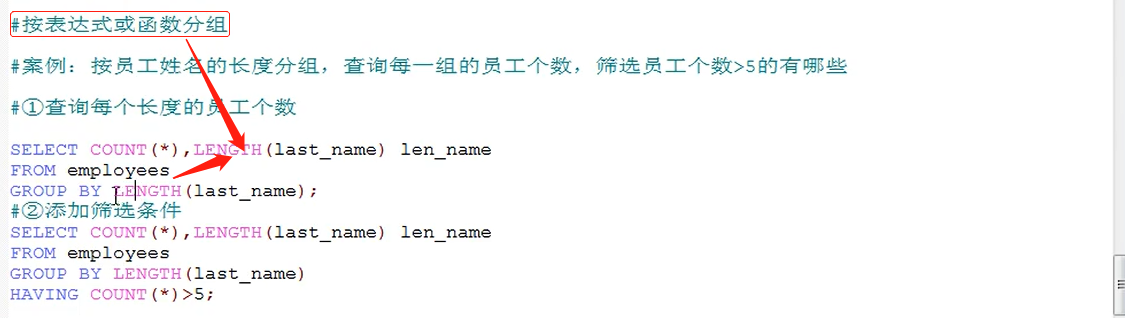 #按表达式或函数分组
#案例：按员工姓名的长度分组，查询每一组的员工个数，筛选员工个数>5的有哪些
#①查询每个长度的员工个数
SELECT COUNT(*),LENGTH(last_name) len_name
FROM employees
GROUP BY LENGTH(last_name);
#②添加筛选条件
SELECT COUNT(*),LENGTH(last_name) len_name
FROM employees
GROUP BY LENGTH(last_name)
HAVING COUNT(*)>5;